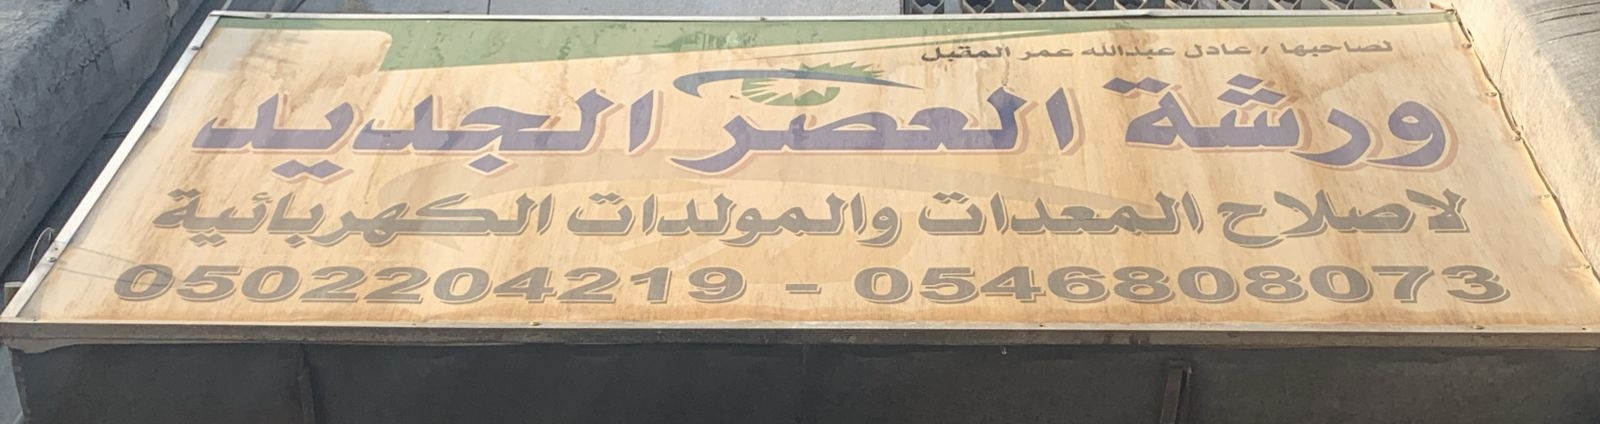 لصاحبها / عادل عبدالله عمر المقبل
ورشة العصر الجديد
لاصلاح المعدات والمولدات الكهربائية
0502204219 - 0546808073